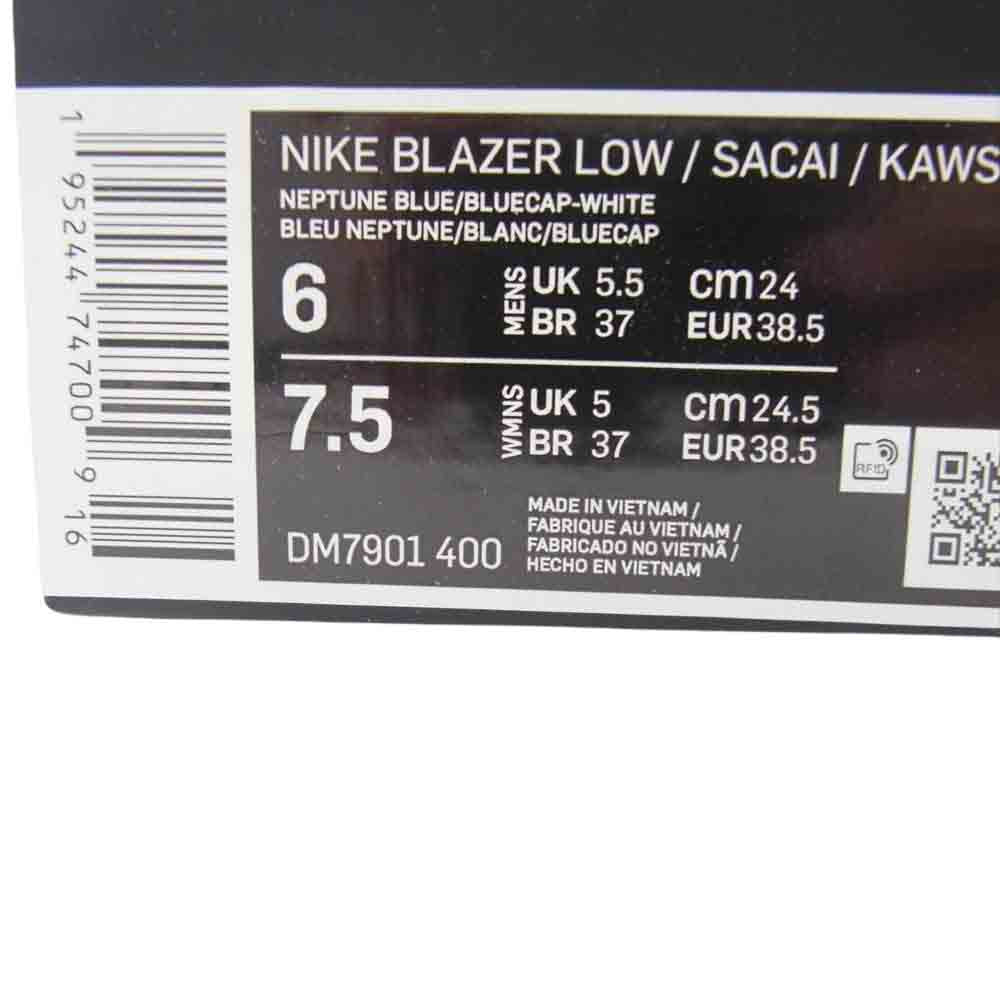 NIKE BLAZER LOW / SACAI / KAWS
NEPTUNE BLUE/BLUECAP-WHITE
BLEU NEPTUNE/BLANC/BLUECAP
6 MENS UK 5.5 cm 24
BR 37 EUR 38.5
7.5 WMNS UK 5 cm 24.5
BR 37 EUR 38.5
RFID
DM7901 400
MADE IN VIETNAM /
FABRIQUE AU VIETNAM /
FABRICADO NO VIETNÃ /
HECHO EN VIETNAM
1 95244 74700 9 16